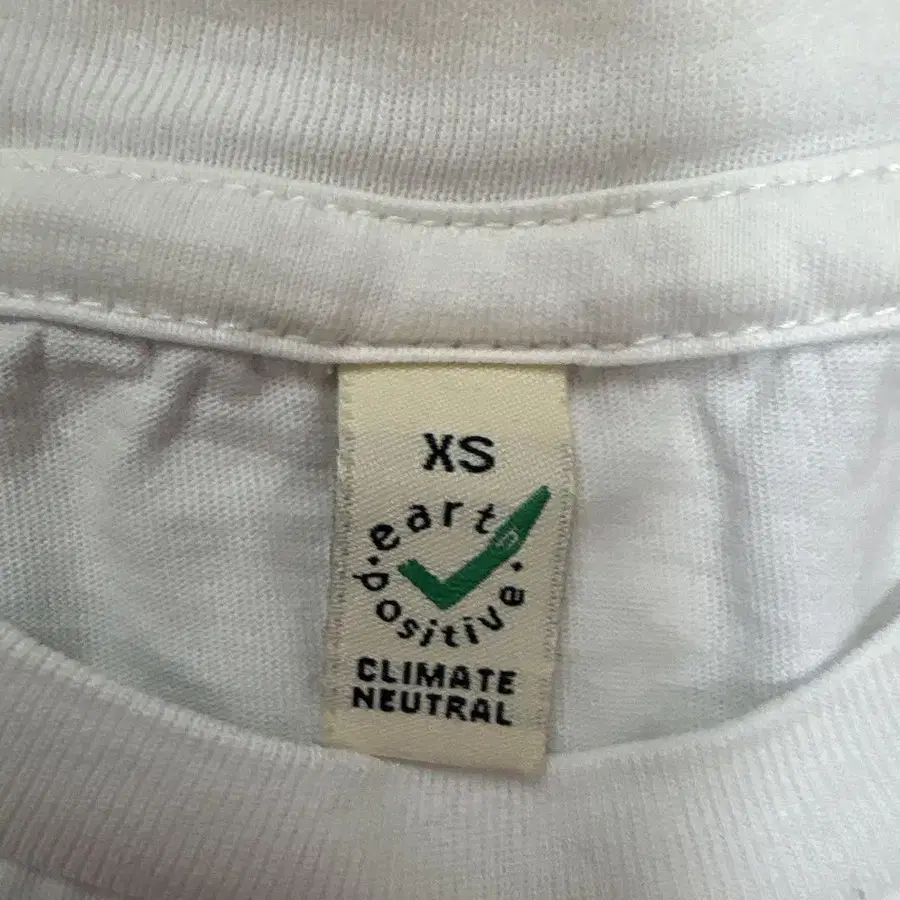 XS
earth
positive
CLIMATE
NEUTRAL